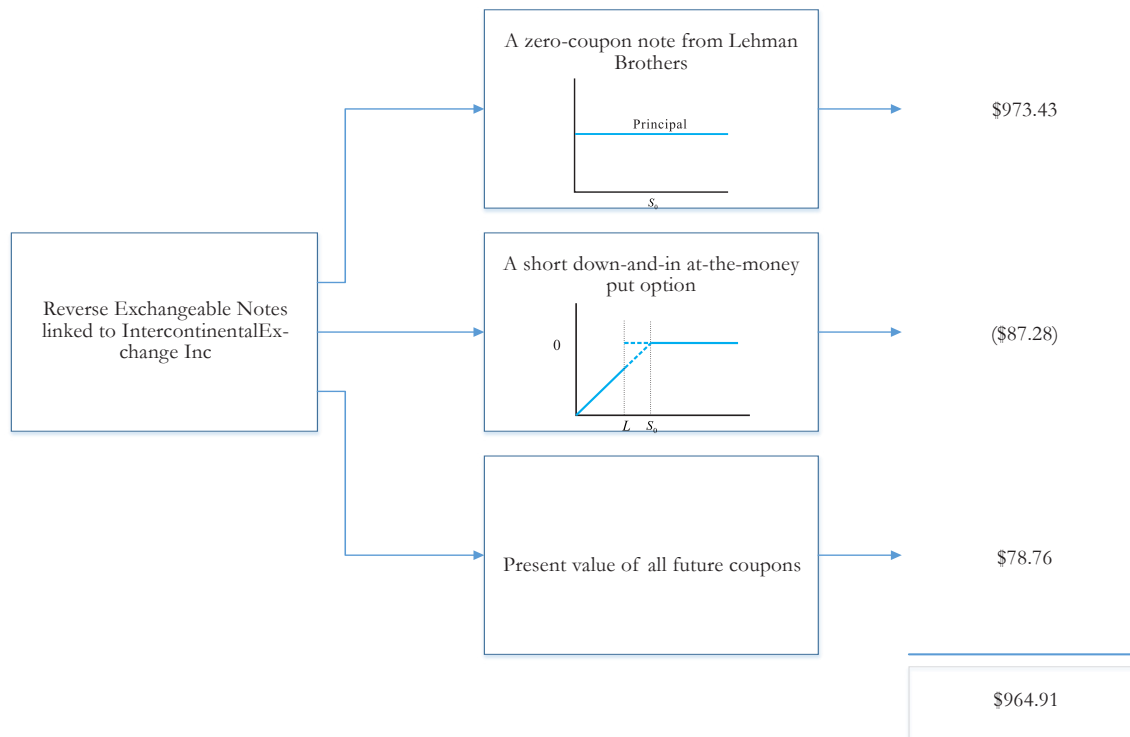 A zero-coupon note from Lehman
Brothers
Principal
S₀
$973.43
Reverse Exchangeable Notes
linked to IntercontinentalEx-
change Inc
A short down-and-in at-the-money
put option
0
L S₀
($87.28)
Present value of all future coupons
$78.76
$964.91